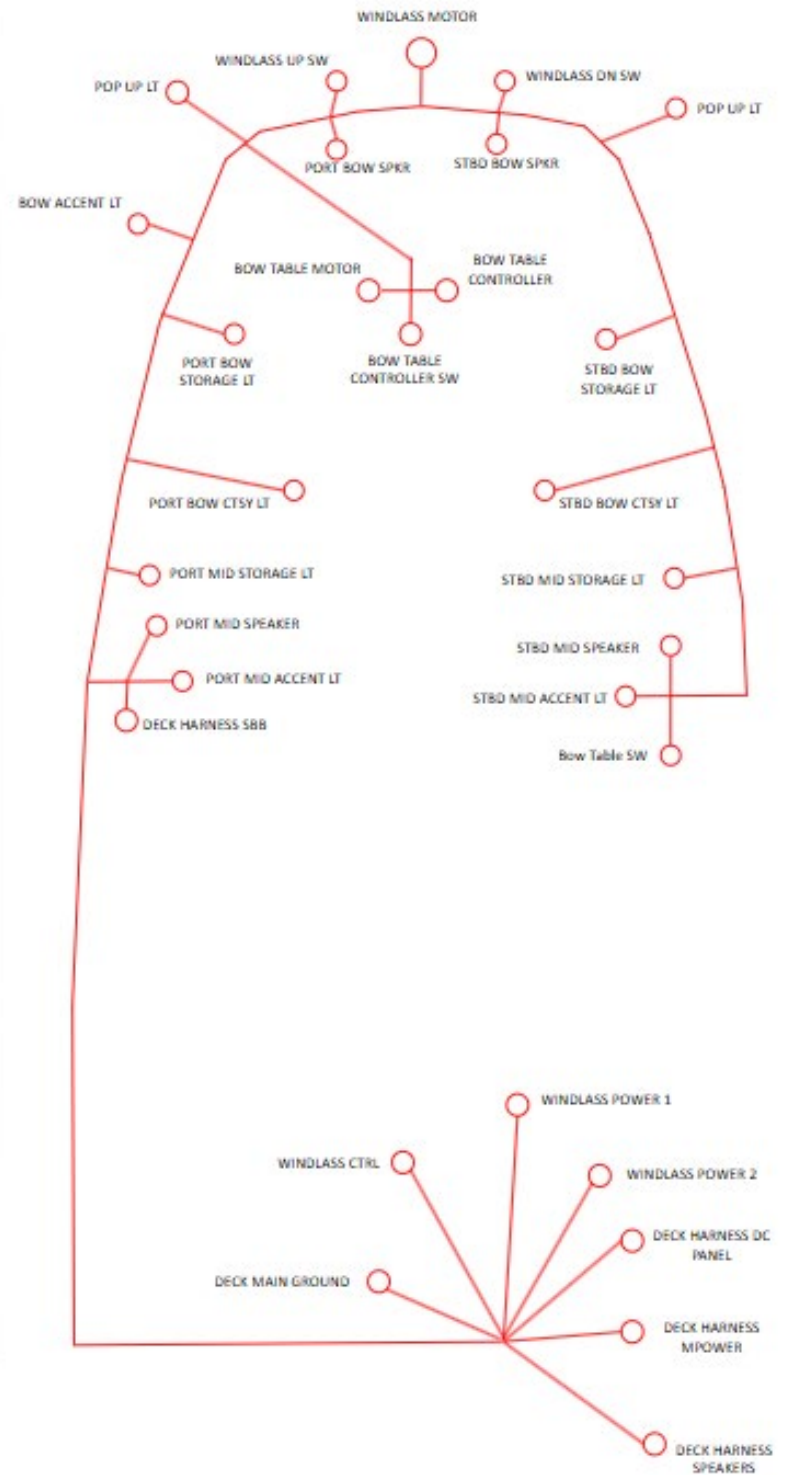 WINDLASS MOTOR
WINDLASS UP SW
WINDLASS DN SW
POP UP LT
POP UP LT
PORT BOW SPKR
STBD BOW SPKR
BOW ACCENT LT
BOW TABLE MOTOR
BOW TABLE
CONTROLLER
PORT BOW
STORAGE LT
BOW TABLE
CONTROLLER SW
STBD BOW
STORAGE LT
PORT BOW CTSY LT
STBD BOW CTSY LT
PORT MID STORAGE LT
STBD MID STORAGE LT
PORT MID SPEAKER
STBD MID SPEAKER
PORT MID ACCENT LT
STBD MID ACCENT LT
DECK HARNESS SBB
Bow Table SW
WINDLASS POWER 1
WINDLASS CTRL
WINDLASS POWER 2
DECK HARNESS DC
PANEL
DECK MAIN GROUND
DECK HARNESS
MPOWER
DECK HARNESS
SPEAKERS